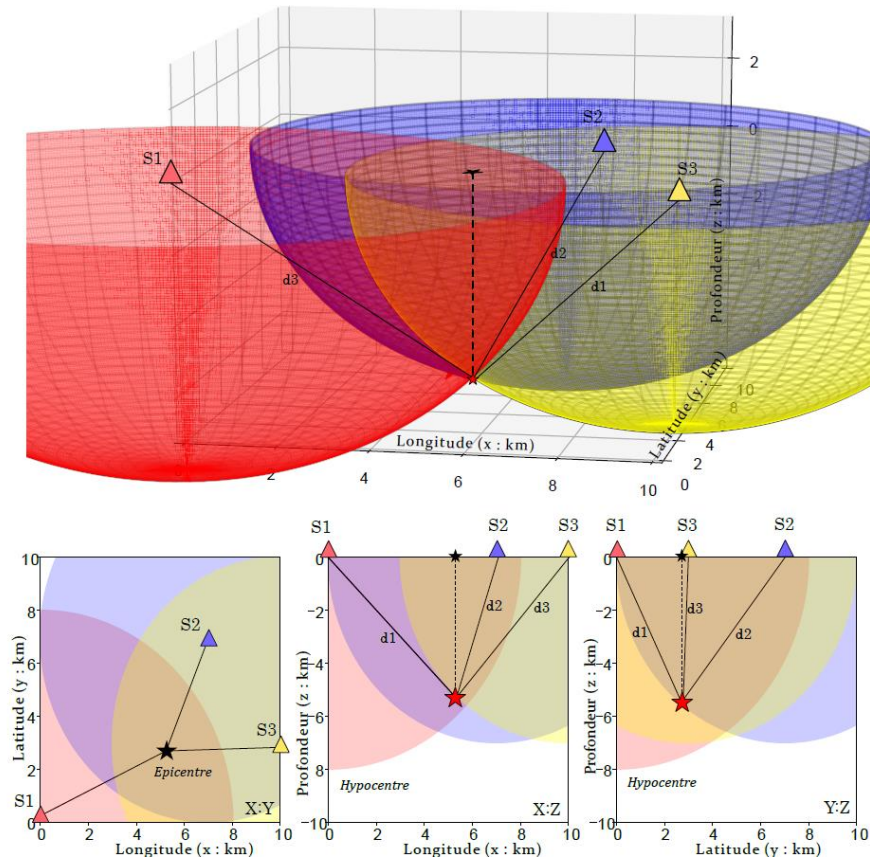 2
S2
0
S1
S3
−2
d2
d3
d1
−4
Profondeur (z : km)
Latitude (y : km)
10
8
6
Longitude (x : km)
4
2
2
4
6
8
10
0
S1
S2
S3
S1
S3
S2
10
8
6
4
2
0
S2
S3
Epicentre
S1
X:Y
0
2
4
6
8
10
Latitude (y : km)
Longitude (x : km)
0
−2
−4
−6
−8
−10
d1
d2
d3
Hypocentre
X:Z
0
2
4
6
8
10
Profondeur (z : km)
Longitude (x : km)
0
−2
−4
−6
−8
−10
d1
d3
d2
Hypocentre
Y:Z
0
2
4
6
8
10
Profondeur (z : km)
Latitude (y : km)